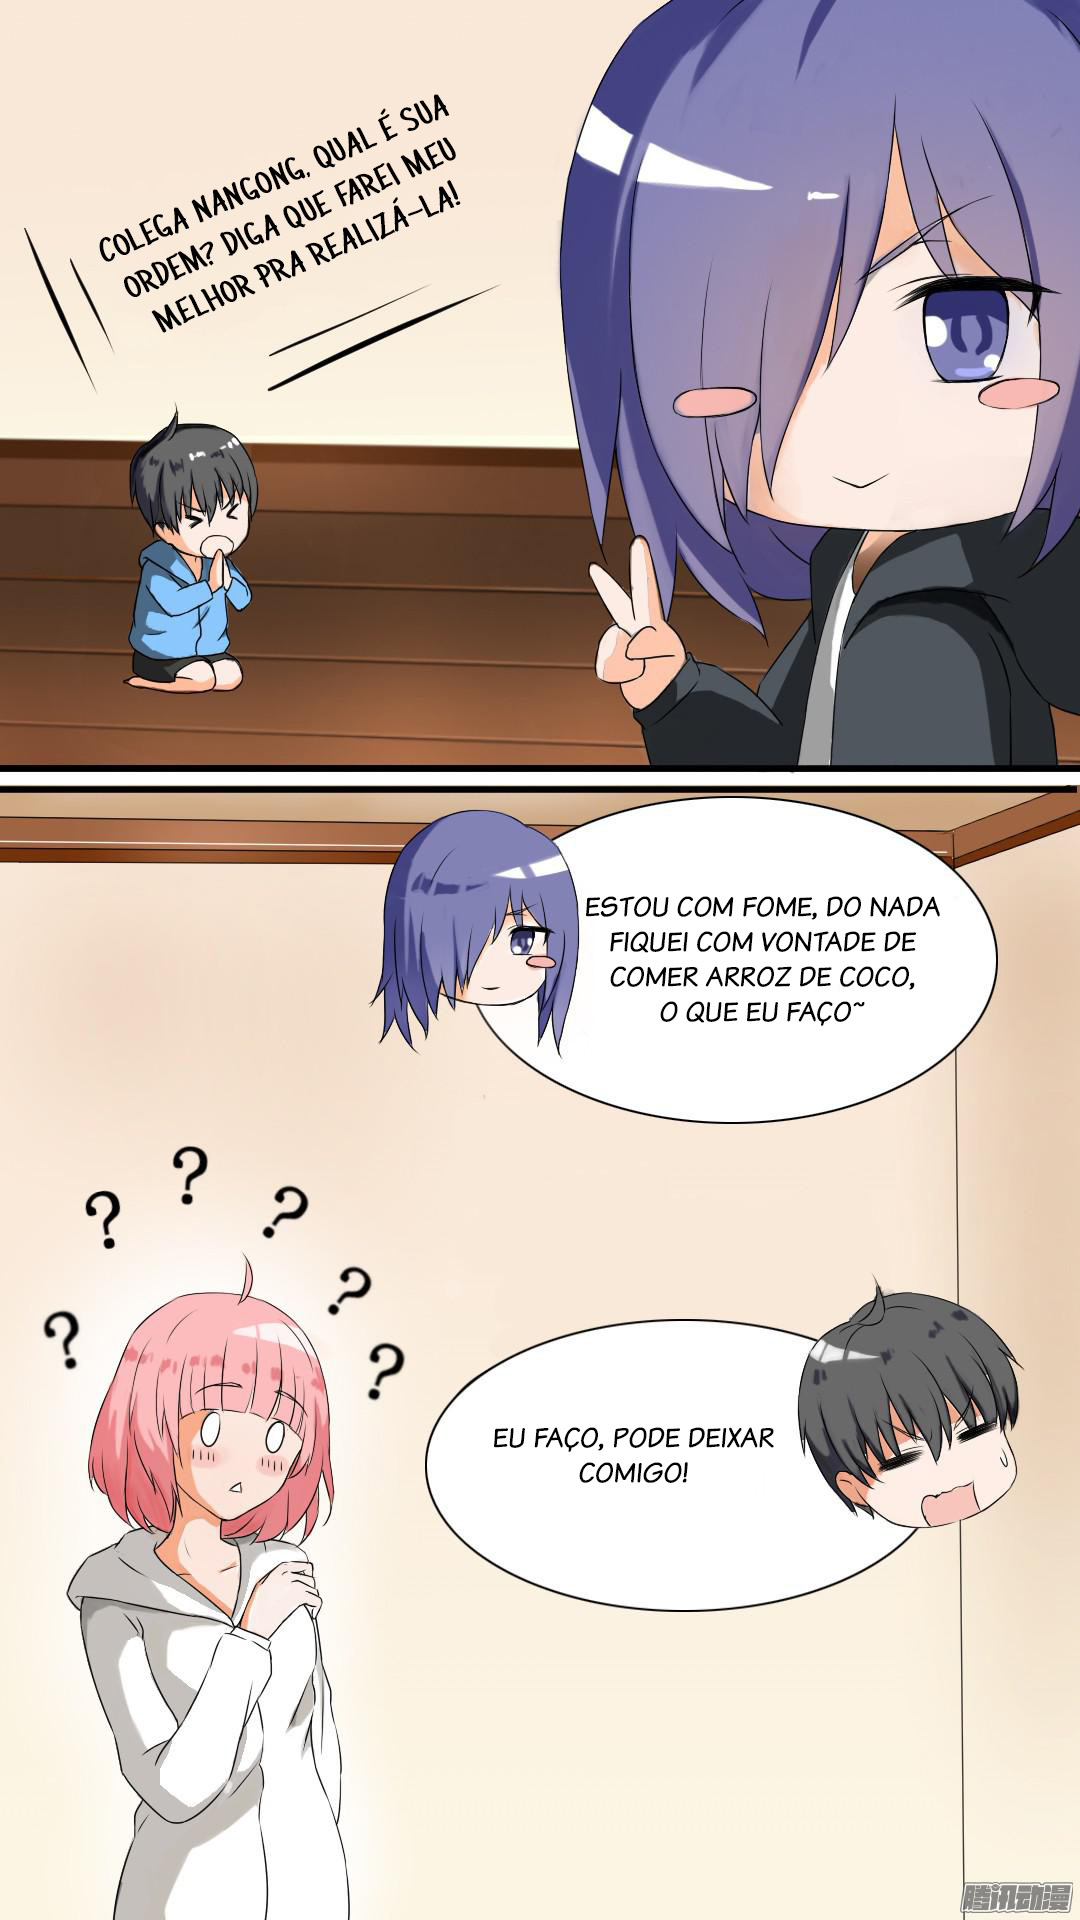 COLEGA NANGONG, QUAL É SUA
ORDEM? DIGA QUE FAREI MEU
MELHOR PRA REALIZÁ-LA!
ESTOU COM FOME, DO NADA
FIQUEI COM VONTADE DE
COMER ARROZ DE COCO,
O QUE EU FAÇO~
? ? ? ? ? ?
EU FAÇO, PODE DEIXAR
COMIGO!
腾讯动漫